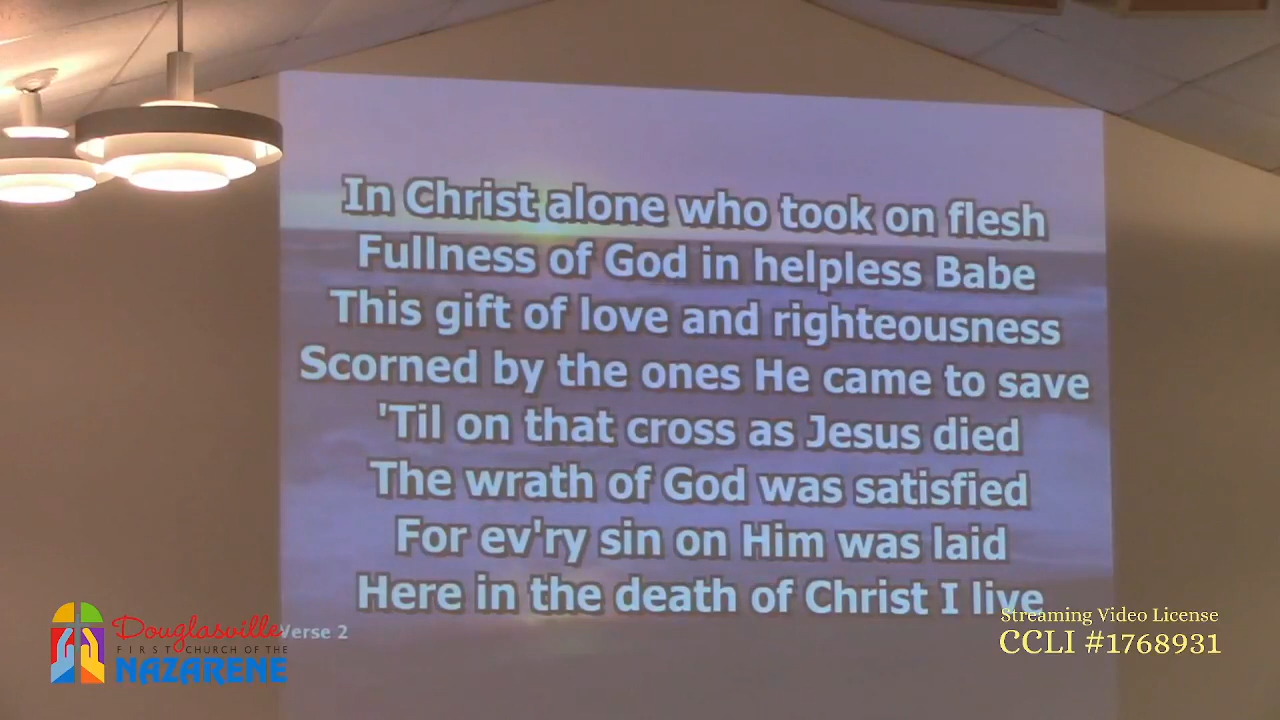 In Christ alone who took on flesh
Fullness of God in helpless Babe
This gift of love and righteousness
Scorned by the ones He came to save
'Til on that cross as Jesus died
The wrath of God was satisfied
For ev'ry sin on Him was laid
Here in the death of Christ I live
Verse 2
Douglasville
FIRST CHURCH OF THE
NAZARENE
Streaming Video License
CCLI #1768931